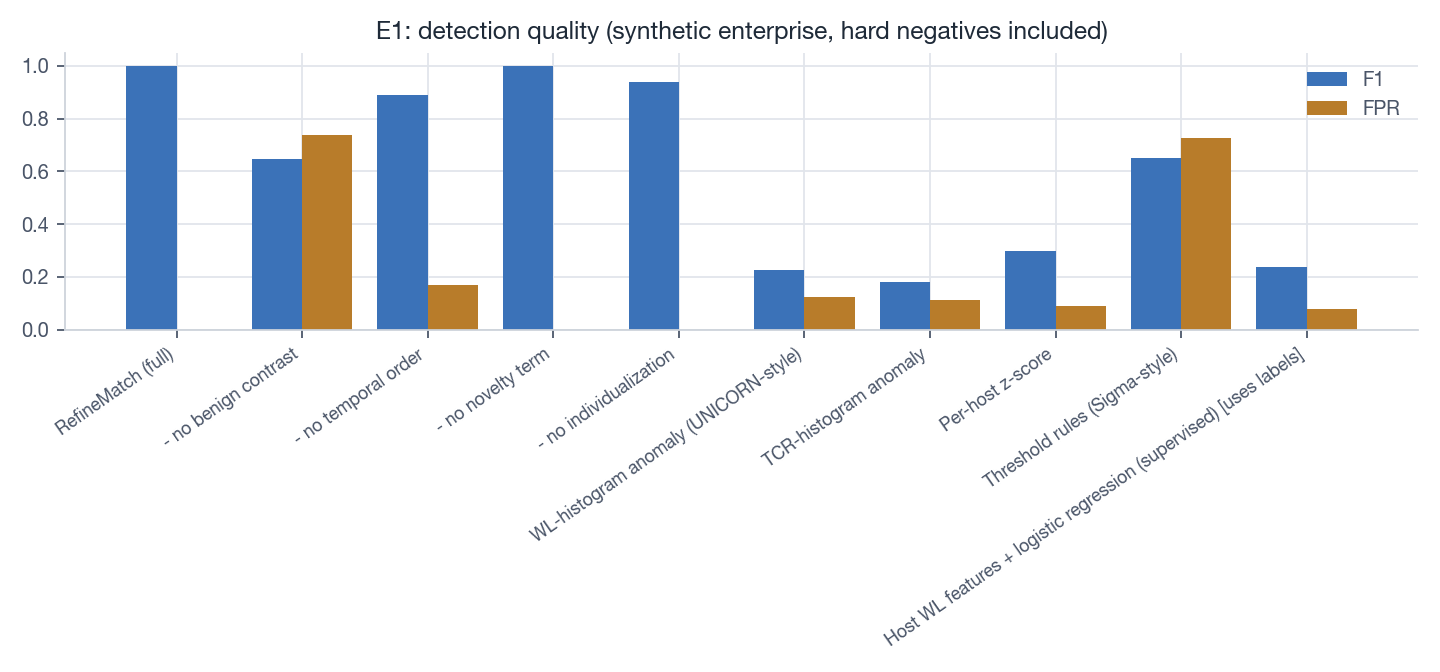 E1: detection quality (synthetic enterprise, hard negatives included)
1.0
0.8
0.6
0.4
0.2
0.0
F1
FPR
RefineMatch (full)
- no benign contrast
- no temporal order
- no novelty term
- no individualization
WL-histogram anomaly (UNICORN-style)
TCR-histogram anomaly
Per-host z-score
Threshold rules (Sigma-style)
Host WL features + logistic regression (supervised) [uses labels]